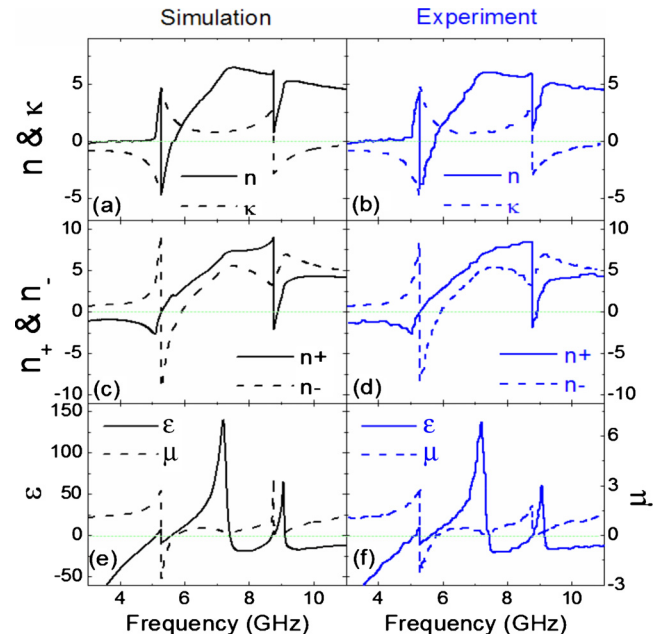 Simulation Experiment
n & κ
5
0
-5
n
κ
(a)
n
κ
(b)
5
0
-5
n+ & n-
10
5
0
-5
-10
n+
n-
(c)
n+
n-
(d)
10
5
0
-5
-10
ε
150
100
50
0
-50
ε
μ
(e)
ε
μ
(f)
6
3
0
-3
μ
4 6 8 10 4 6 8 10
Frequency (GHz) Frequency (GHz)